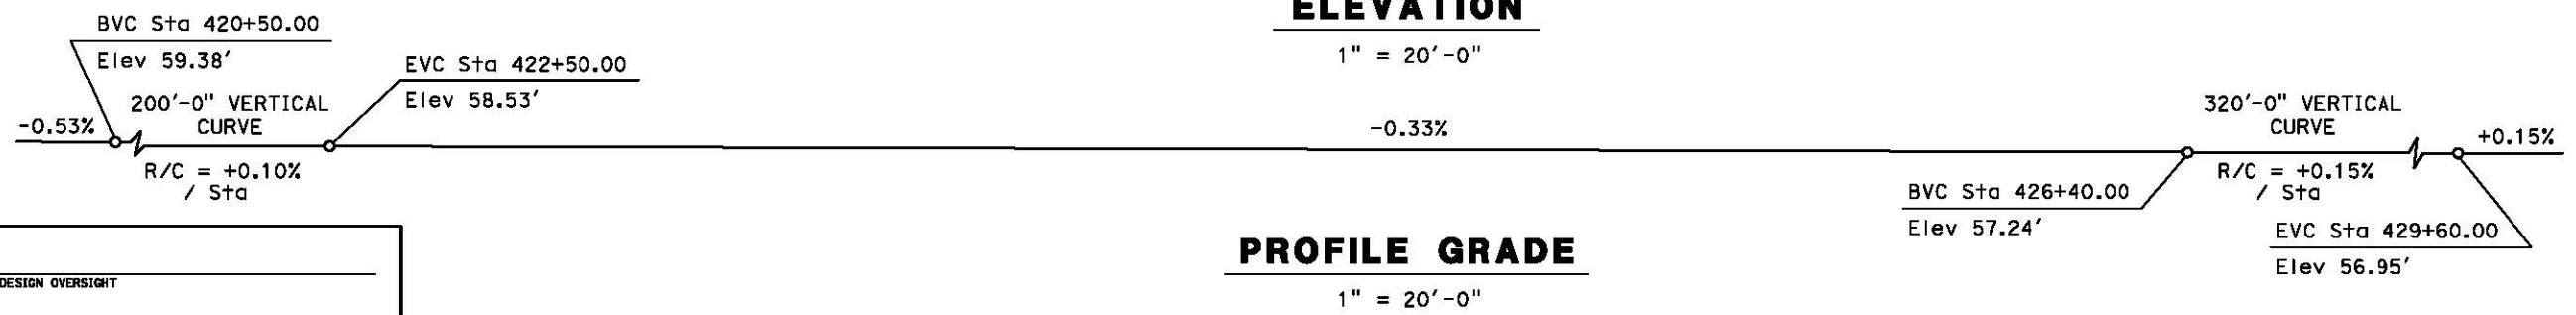 ELEVATION
1" = 20'-0"
BVC Sta 420+50.00
Elev 59.38'
EVC Sta 422+50.00
Elev 58.53'
200'-0" VERTICAL
CURVE
-0.53%
R/C = +0.10%
/ Sta
-0.33%
320'-0" VERTICAL
CURVE
+0.15%
R/C = +0.15%
/ Sta
BVC Sta 426+40.00
Elev 57.24'
EVC Sta 429+60.00
Elev 56.95'
PROFILE GRADE
1" = 20'-0"
DESIGN OVERSIGHT